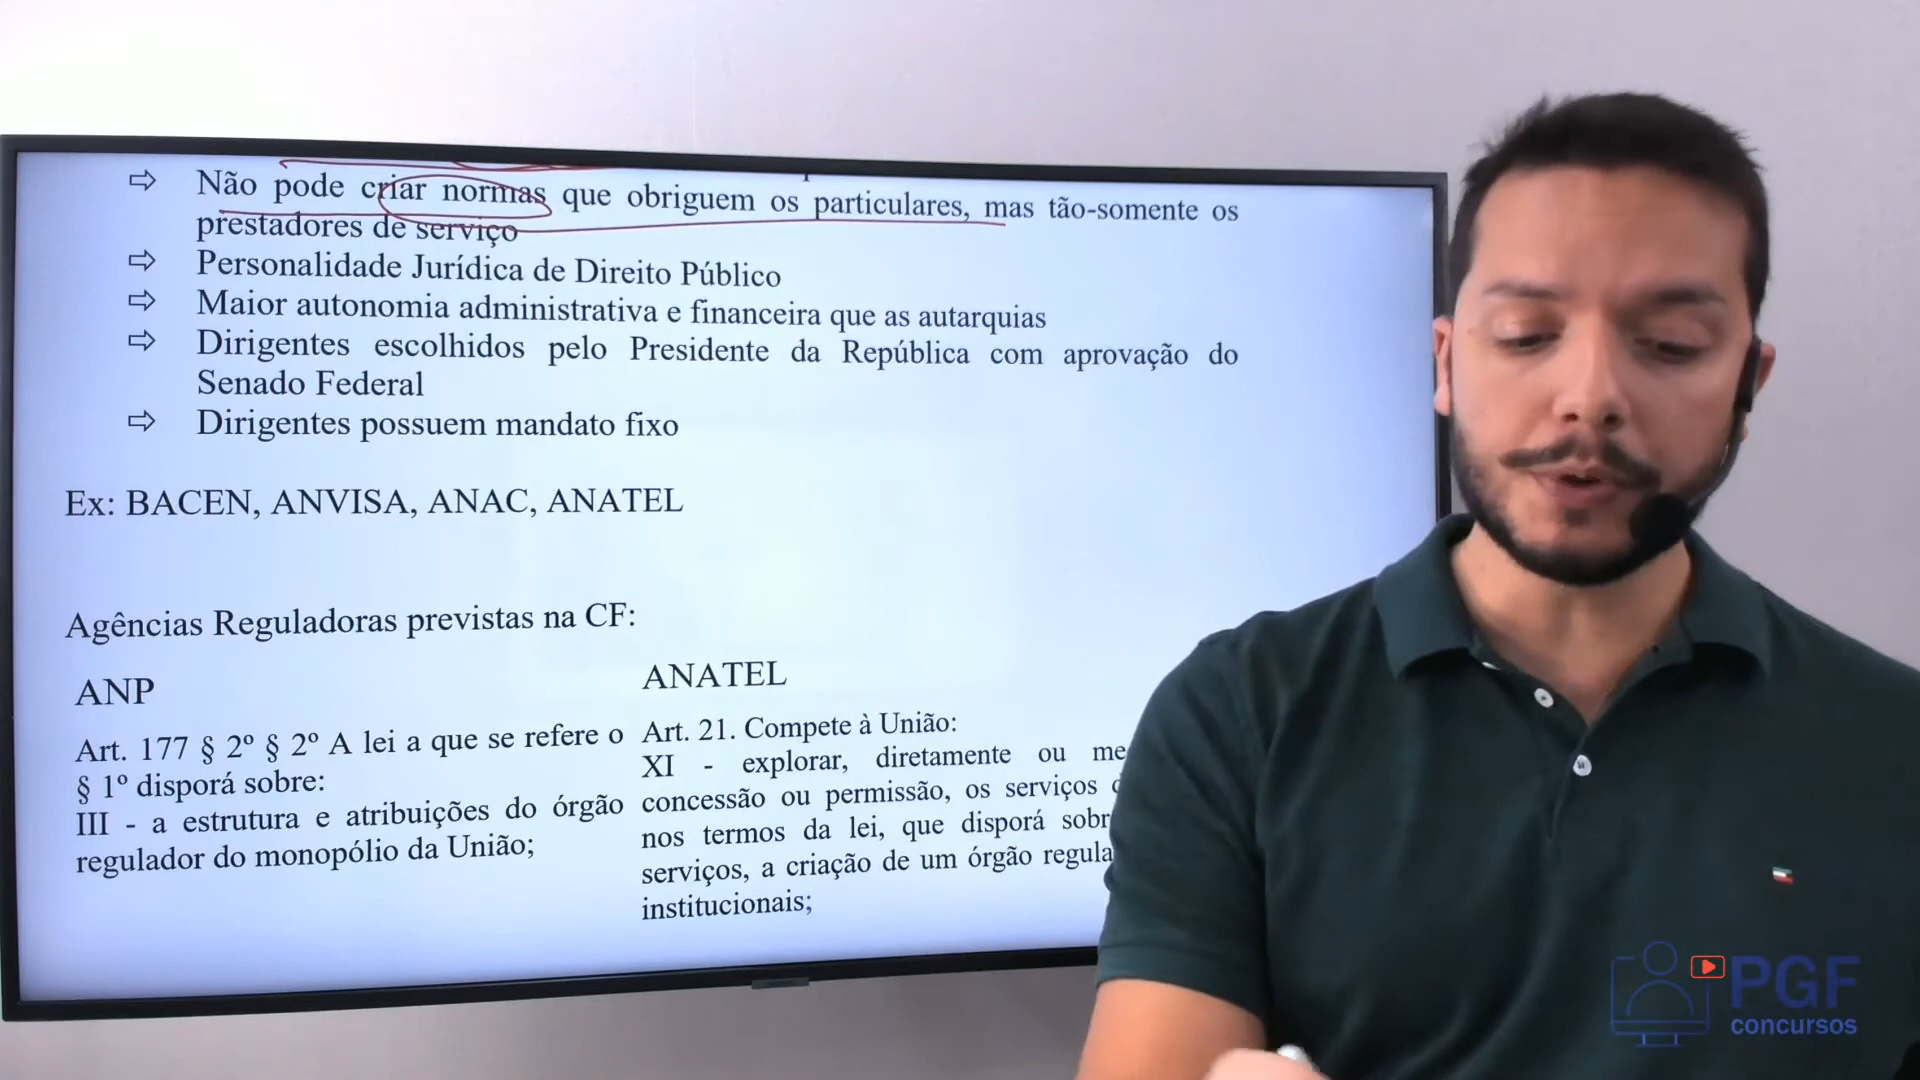 ⇨ Não pode criar normas que obriguem os particulares, mas tão-somente os
prestadores de serviço
⇨ Personalidade Jurídica de Direito Público
⇨ Maior autonomia administrativa e financeira que as autarquias
⇨ Dirigentes escolhidos pelo Presidente da República com aprovação do
Senado Federal
⇨ Dirigentes possuem mandato fixo
Ex: BACEN, ANVISA, ANAC, ANATEL
Agências Reguladoras previstas na CF:
ANP
Art. 177 § 2º § 2º A lei a que se refere o
§ 1º disporá sobre:
III - a estrutura e atribuições do órgão
regulador do monopólio da União;
ANATEL
Art. 21. Compete à União:
XI - explorar, diretamente ou me
concessão ou permissão, os serviços
nos termos da lei, que disporá sobr
serviços, a criação de um órgão regula
institucionais;
PGF
concursos